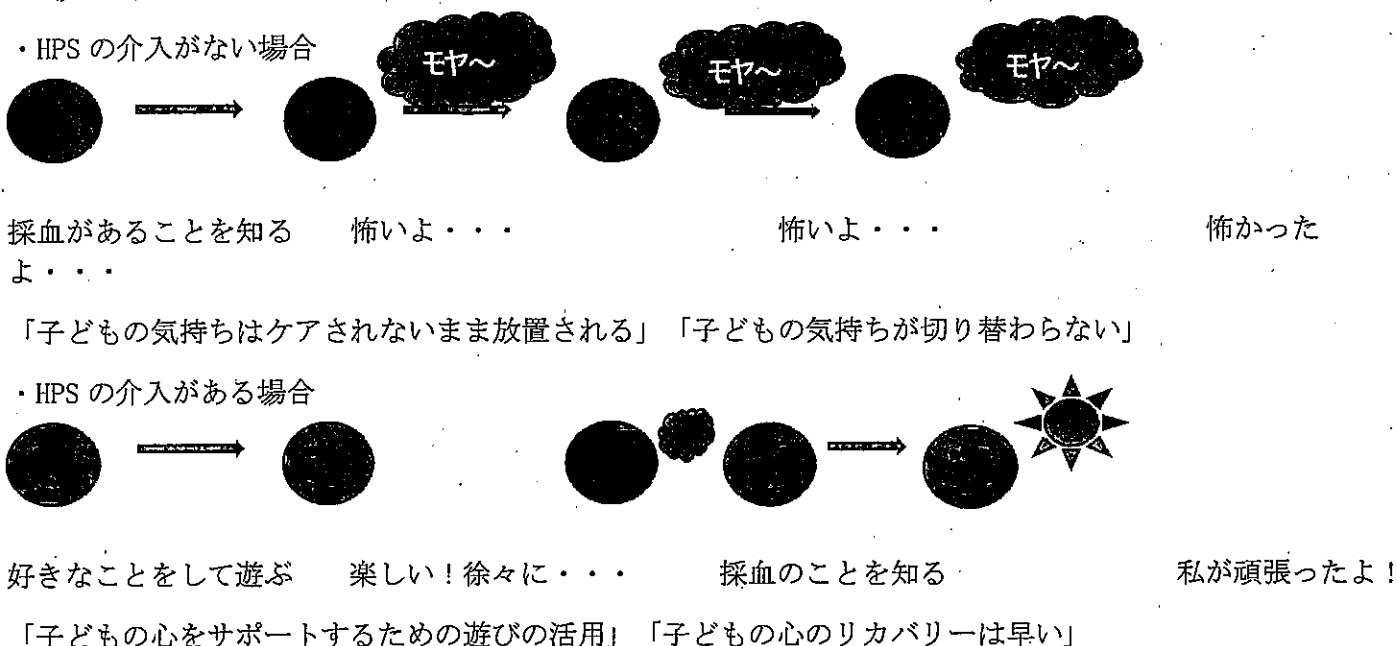 ・HPS の介入がない場合
モヤ～
モヤ～
モヤ～
採血があることを知る　怖いよ・・・　怖いよ・・・　怖かった
よ・・・
「子どもの気持ちはケアされないまま放置される」「子どもの気持ちが切り替わらない」
・HPS の介入がある場合
好きなことをして遊ぶ　楽しい！徐々に・・・　採血のことを知る　私が頑張ったよ！
「子どもの心をサポートするための遊びの活用」「子どもの心のリカバリーは早い」